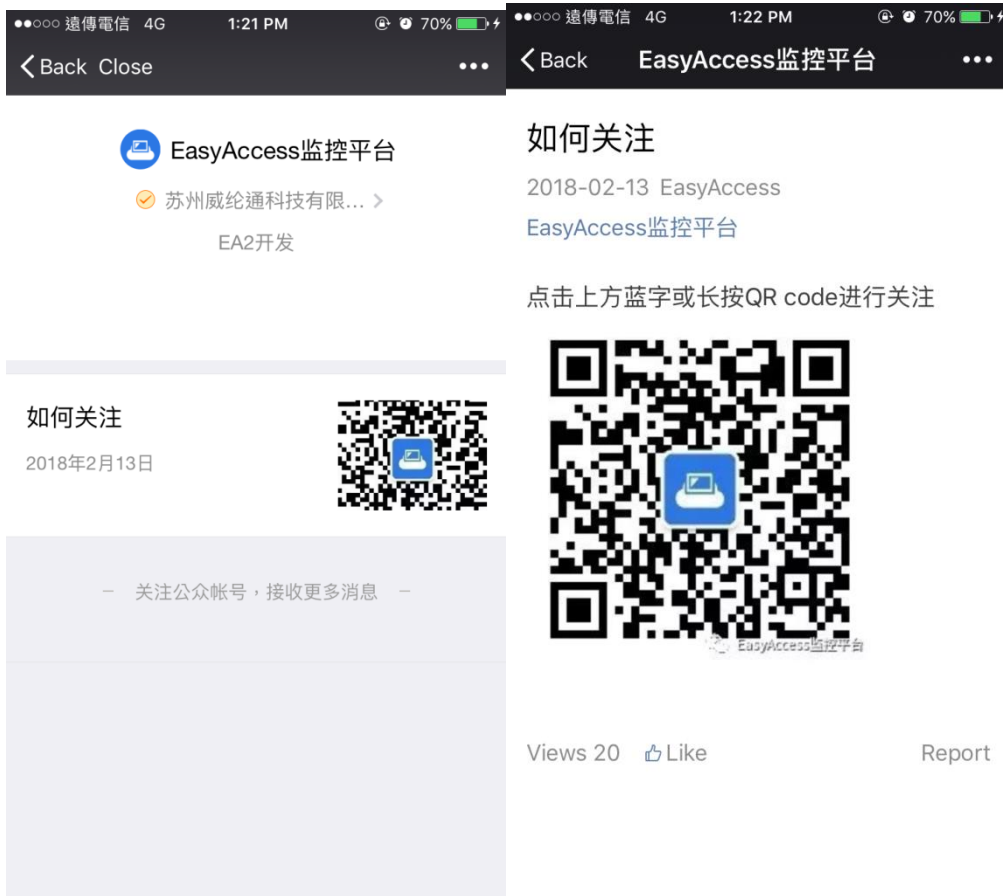 遠傳電信 4G 1:21 PM 70%
Back Close
EasyAccess监控平台
苏州威纶通科技有限...
EA2开发
如何关注
2018年2月13日
— 关注公众帐号，接收更多消息 —
遠傳電信 4G 1:22 PM 70%
Back EasyAccess监控平台
如何关注
2018-02-13 EasyAccess
EasyAccess监控平台
点击上方蓝字或长按QR code进行关注
EasyAccess监控平台
Views 20 Like Report